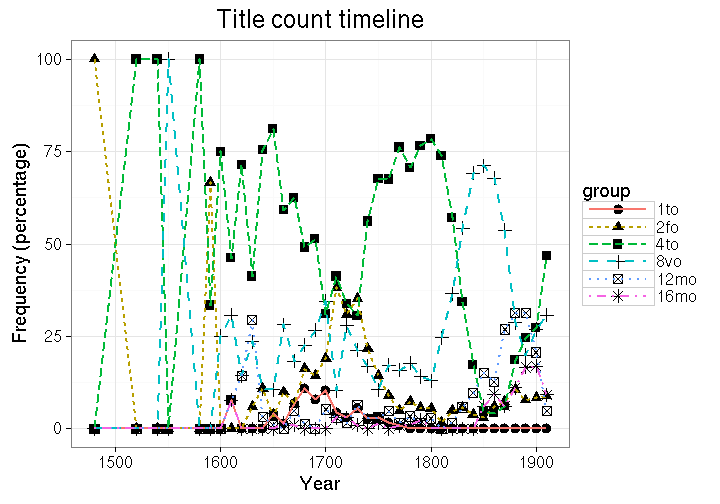 Title count timeline
Frequency (percentage)
100
75
50
25
0
1500 1600 1700 1800 1900
Year
group
1to
2fo
4to
8vo
12mo
16mo